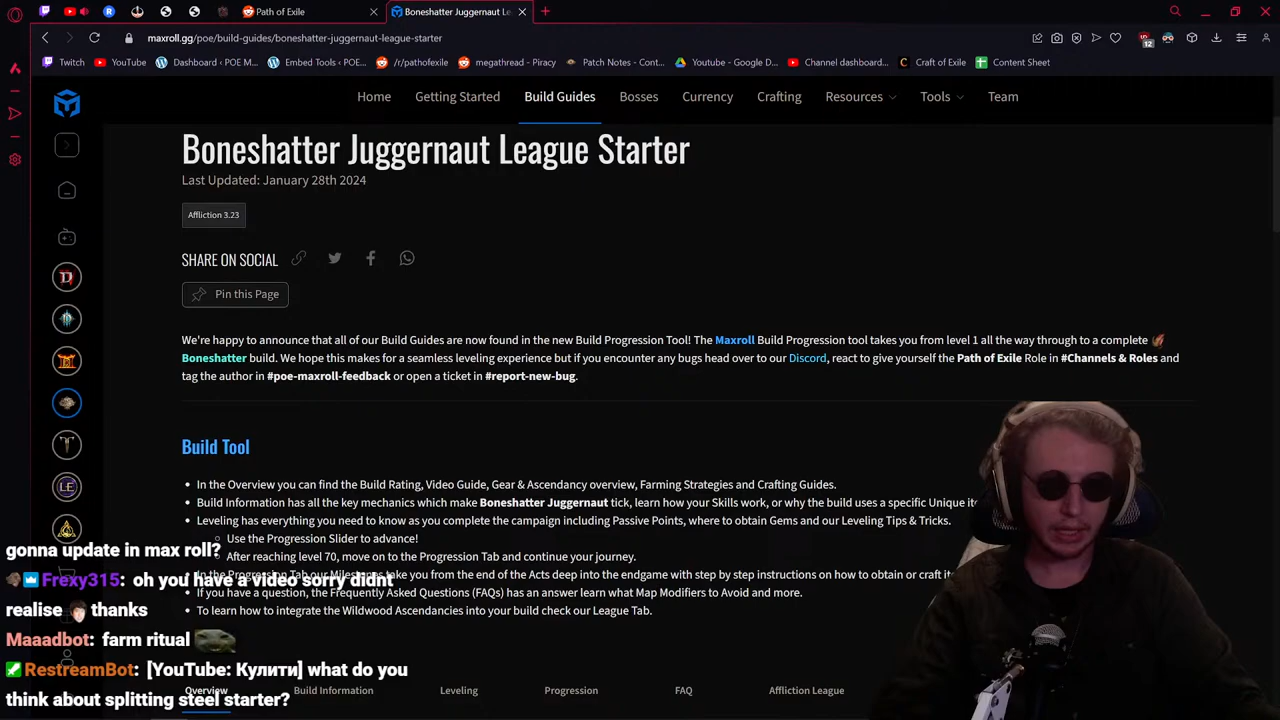 Path of Exile
Boneshatter Juggernaut Le
maxroll.gg/poe/build-guides/boneshatter-juggernaut-league-starter
12
Twitch
YouTube
Dashboard ‹ POE M...
Embed Tools ‹ POE...
/r/pathofexile
megathread - Piracy
Patch Notes - Cont...
Youtube - Google D...
Channel dashboard...
Craft of Exile
Content Sheet
Home
Getting Started
Build Guides
Bosses
Currency
Crafting
Resources
Tools
Team
Boneshatter Juggernaut League Starter
Last Updated: January 28th 2024
Affliction 3.23
SHARE ON SOCIAL
Pin this Page
We're happy to announce that all of our Build Guides are now found in the new Build Progression Tool! The Maxroll Build Progression tool takes you from level 1 all the way through to a complete
Boneshatter build. We hope this makes for a seamless leveling experience but if you encounter any bugs head over to our Discord, react to give yourself the Path of Exile Role in #Channels & Roles and
tag the author in #poe-maxroll-feedback or open a ticket in #report-new-bug.
Build Tool
In the Overview you can find the Build Rating, Video Guide, Gear & Ascendancy overview, Farming Strategies and Crafting Guides.
Build Information has all the key mechanics which make Boneshatter Juggernaut tick, learn how your Skills work, or why the build uses a specific Unique it
Leveling has everything you need to know as you complete the campaign including Passive Points, where to obtain Gems and our Leveling Tips & Tricks.
Use the Progression Slider to advance!
After reaching level 70, move on to the Progression Tab and continue your journey.
In the Progression Tab our Milestones take you from the end of the Acts deep into the endgame with step by step instructions on how to obtain or craft it
If you have a question, the Frequently Asked Questions (FAQs) has an answer learn what Map Modifiers to Avoid and more.
To learn how to integrate the Wildwood Ascendancies into your build check our League Tab.
Overview
Build Information
Leveling
Progression
FAQ
Affliction League
gonna update in max roll?
Frexy315: oh you have a video sorry didnt
realise thanks
Maaadbot: farm ritual
RestreamBot: [YouTube: Кулити] what do you
think about splitting steel starter?